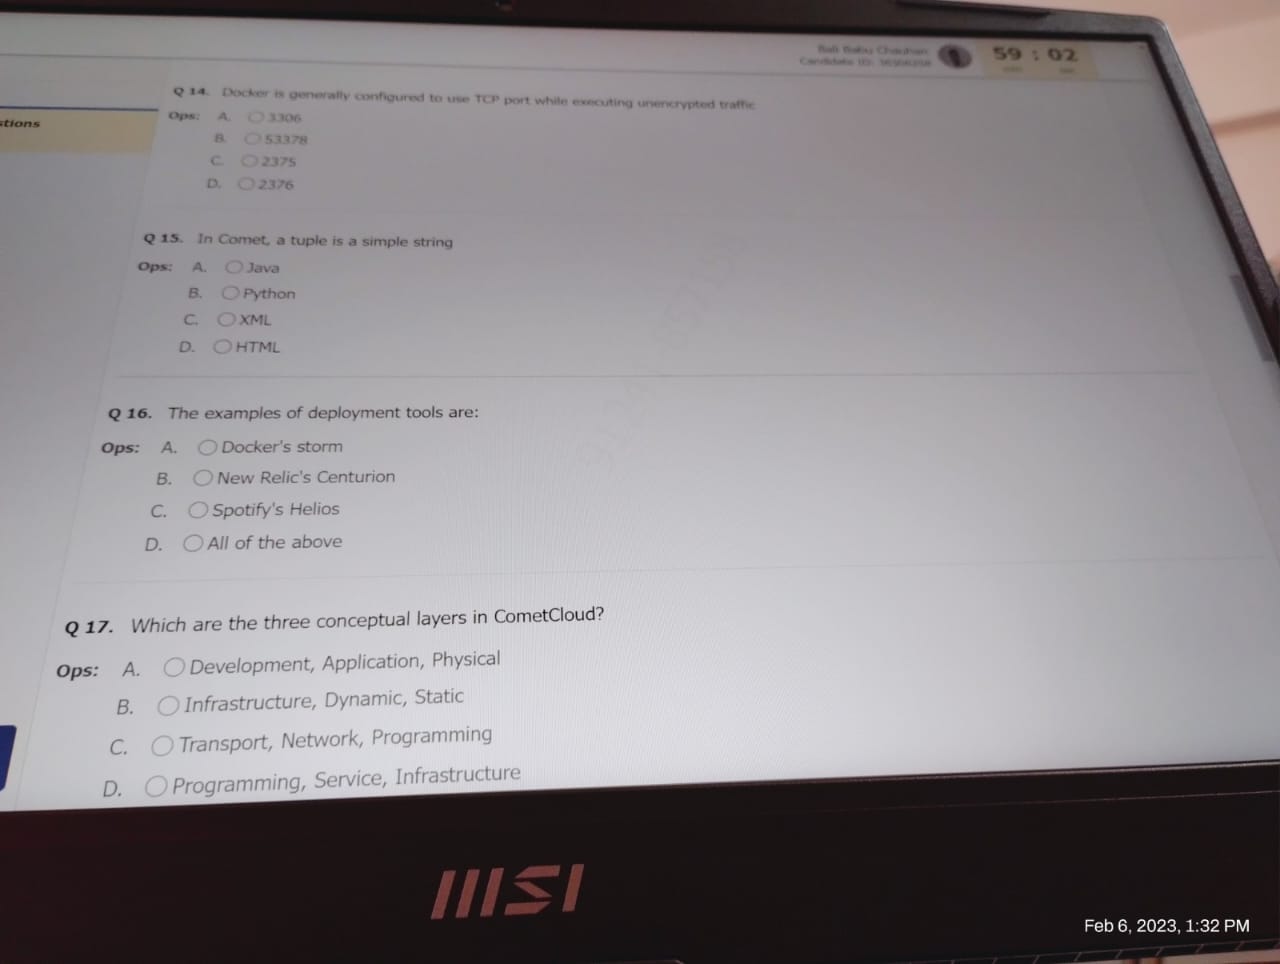 59 : 02
Candidate ID:
stions
Q 14. Docker is generally configured to use TCP port while executing unencrypted traffic
Ops: A. 3306
B. 53378
C. 2375
D. 2376
Q 15. In Comet, a tuple is a simple string
Ops: A. Java
B. Python
C. XML
D. HTML
Q 16. The examples of deployment tools are:
Ops: A. Docker's storm
B. New Relic's Centurion
C. Spotify's Helios
D. All of the above
Q 17. Which are the three conceptual layers in CometCloud?
Ops: A. Development, Application, Physical
B. Infrastructure, Dynamic, Static
C. Transport, Network, Programming
D. Programming, Service, Infrastructure
msi
Feb 6, 2023, 1:32 PM